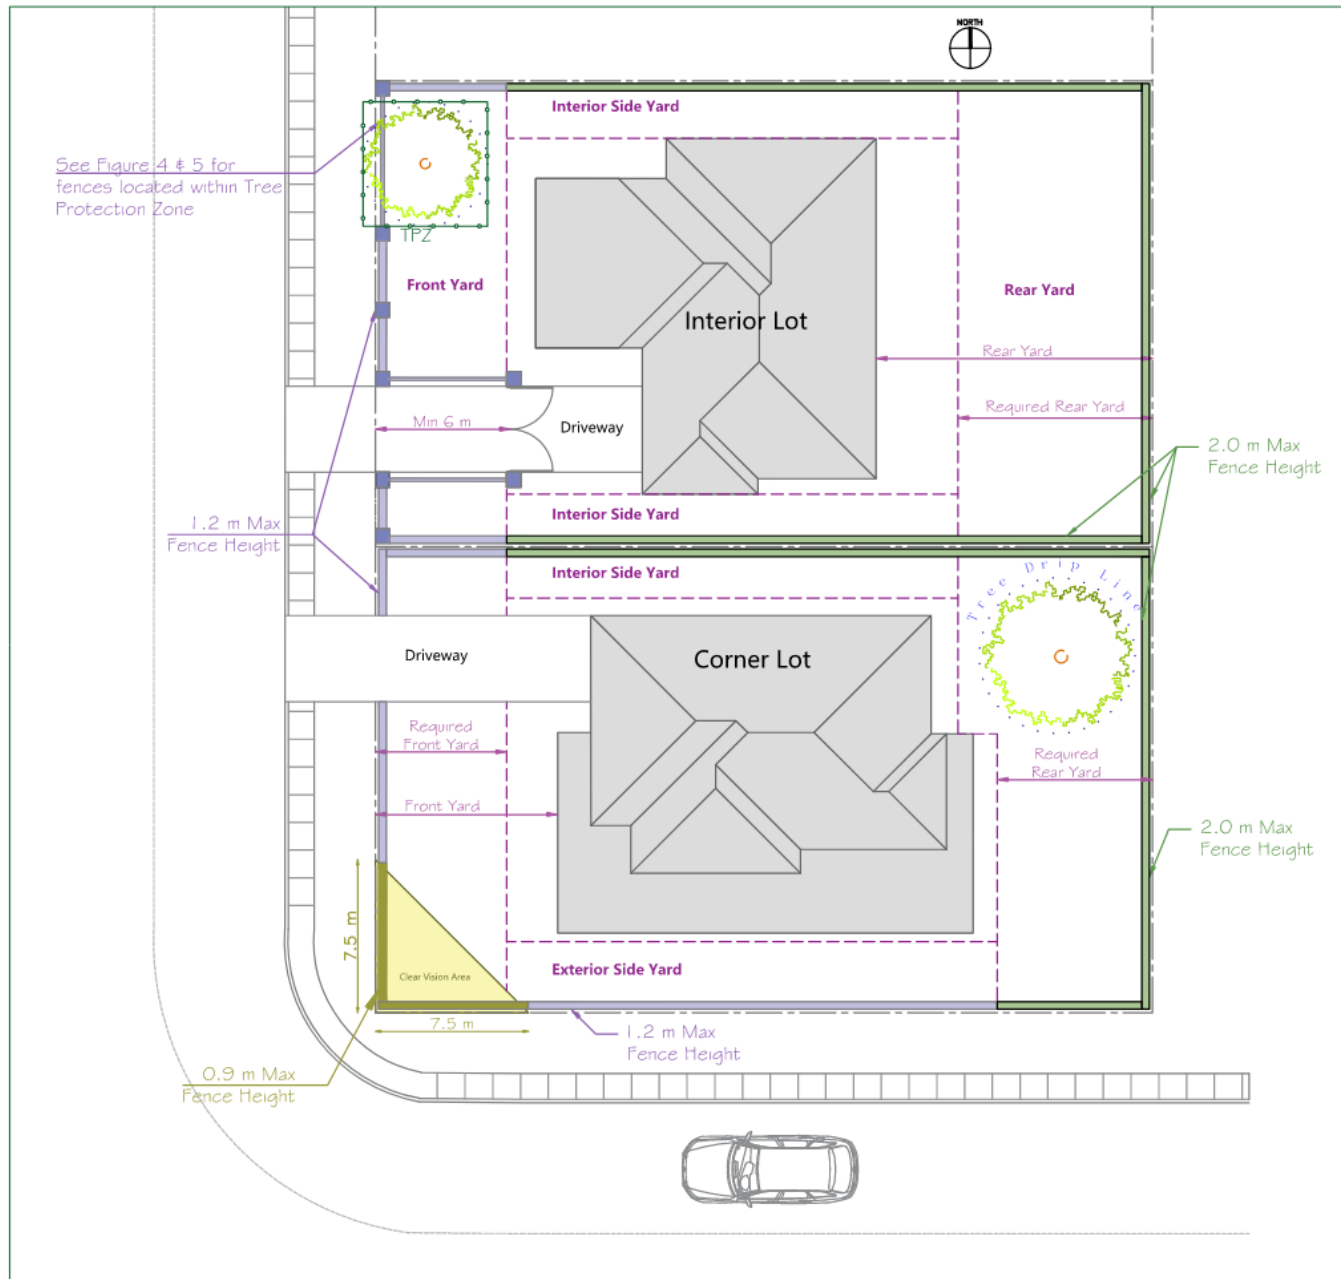 NORTH
Interior Side Yard
See Figure 4 & 5 for
fences located within Tree
Protection Zone
TPZ
Front Yard
Rear Yard
Interior Lot
Rear Yard
Required Rear Yard
Min 6 m
Driveway
2.0 m Max
Fence Height
1.2 m Max
Fence Height
Interior Side Yard
Interior Side Yard
Tree Drip Line
Driveway
Corner Lot
Required
Front Yard
Required
Rear Yard
Front Yard
2.0 m Max
Fence Height
7.5 m
Clear Vision Area
Exterior Side Yard
7.5 m
1.2 m Max
Fence Height
0.9 m Max
Fence Height